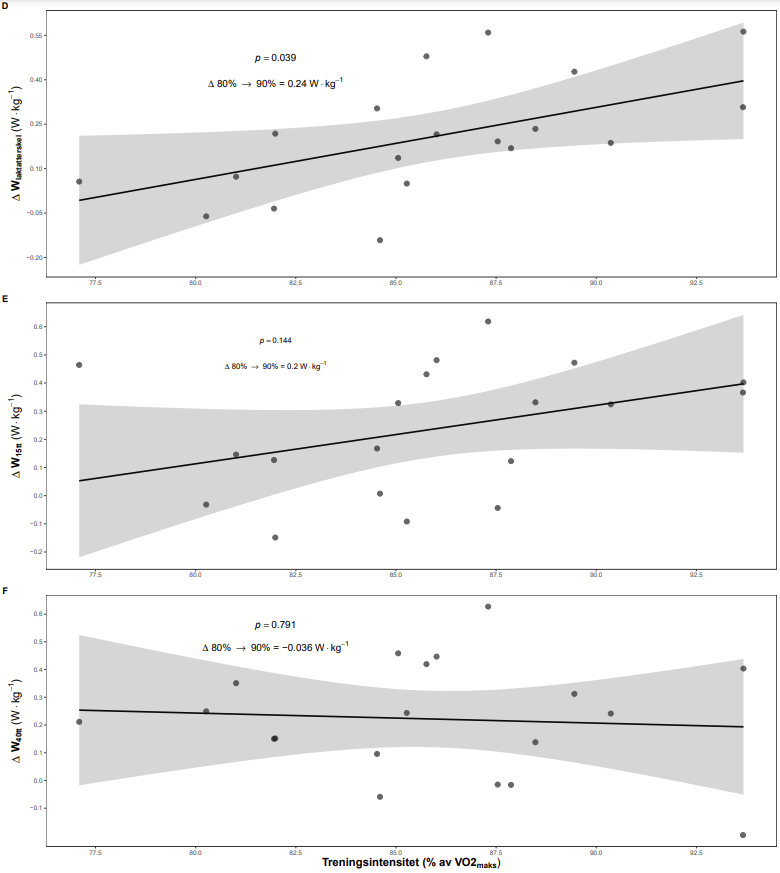 D
Δ Wlaktatterskel (W·kg−1)
0.55
0.40
0.25
0.10
−0.05
−0.20
p = 0.039
Δ 80% → 90% = 0.24 W·kg−1
77.5 80.0 82.5 85.0 87.5 90.0 92.5
E
Δ W15tt (W·kg−1)
0.6
0.5
0.4
0.3
0.2
0.1
0.0
−0.1
−0.2
p = 0.144
Δ 80% → 90% = 0.2 W·kg−1
77.5 80.0 82.5 85.0 87.5 90.0 92.5
F
Δ W40tt (W·kg−1)
0.6
0.5
0.4
0.3
0.2
0.1
0.0
−0.1
p = 0.791
Δ 80% → 90% = −0.036 W·kg−1
77.5 80.0 82.5 85.0 87.5 90.0 92.5
Treningsintensitet (% av VO2maks)